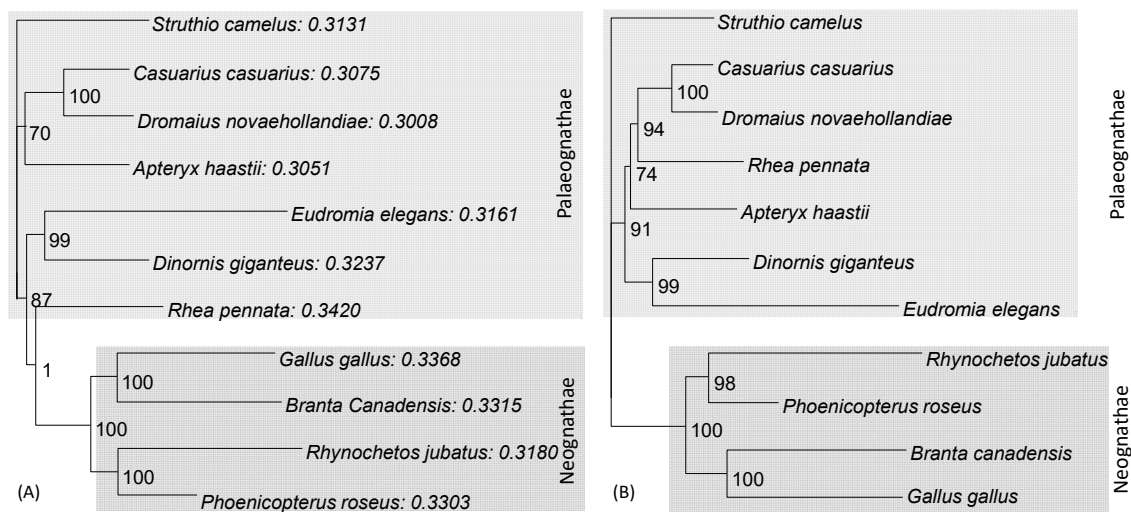 Struthio camelus: 0.3131
Casuarius casuarius: 0.3075
100
Dromaius novaehollandiae: 0.3008
70
Apteryx haastii: 0.3051
Eudromia elegans: 0.3161
99
Dinornis giganteus: 0.3237
87
Rhea pennata: 0.3420
Palaeognathae
1
Gallus gallus: 0.3368
100
Branta Canadensis: 0.3315
100
Rhynochetos jubatus: 0.3180
100
Phoenicopterus roseus: 0.3303
Neognathae
(A)
Struthio camelus
Casuarius casuarius
100
Dromaius novaehollandiae
94
Rhea pennata
74
Apteryx haastii
91
Dinornis giganteus
99
Eudromia elegans
Palaeognathae
Rhynochetos jubatus
98
Phoenicopterus roseus
100
Branta canadensis
100
Gallus gallus
Neognathae
(B)